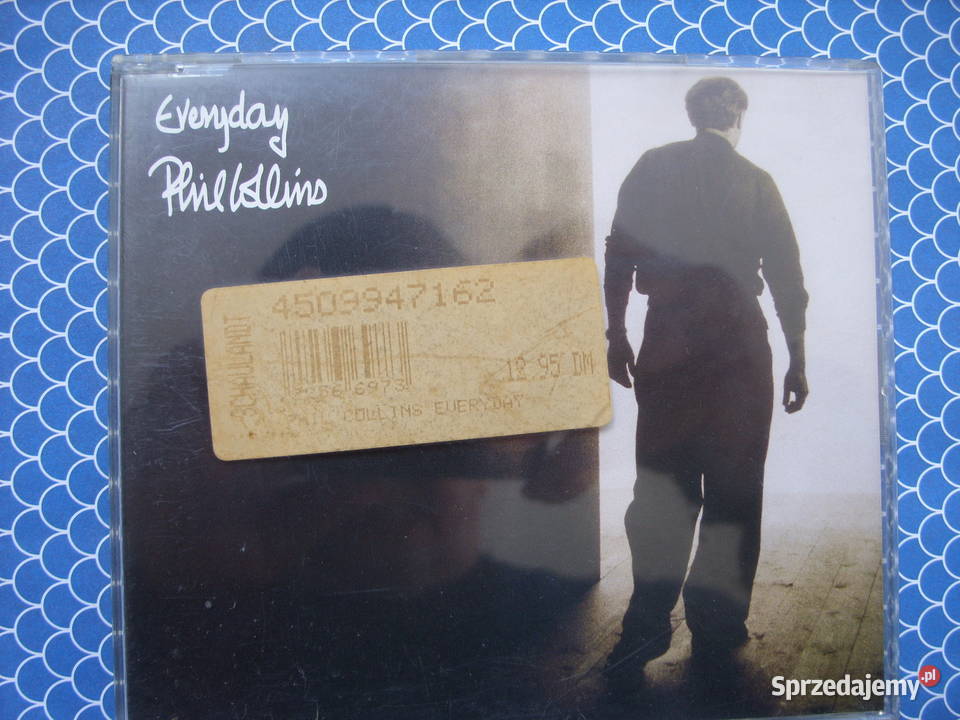 Everyday
Phil Collins
4509947162
12.95 DM
COLLINS EVERYDAY
Sprzedajemy.pl